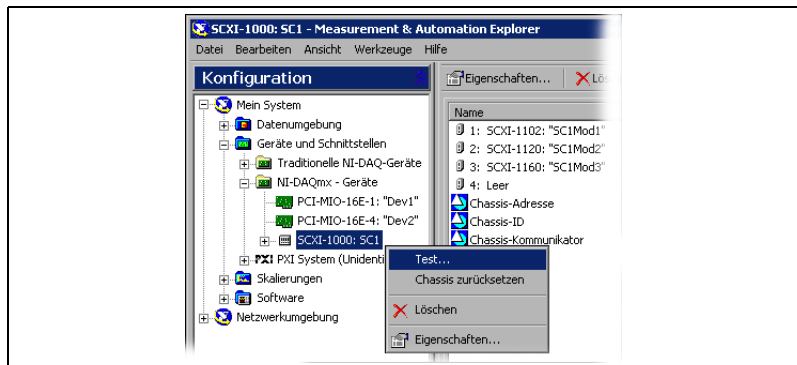 SCXI-1000: SC1 - Measurement & Automation Explorer
Datei Bearbeiten Ansicht Werkzeuge Hilfe
Konfiguration
Eigenschaften...
Mein System
Datenumgebung
Geräte und Schnittstellen
Traditionelle NI-DAQ-Geräte
NI-DAQmx - Geräte
PCI-MIO-16E-1: "Dev1"
PCI-MIO-16E-4: "Dev2"
SCXI-1000: SC1
PXI PXI System (Unidenti
Skalierungen
Software
Netzwerkumgebung
Name
1: SCXI-1102: "SC1Mod1"
2: SCXI-1120: "SC1Mod2"
3: SCXI-1160: "SC1Mod3"
4: Leer
Chassis-Adresse
Chassis-ID
Chassis-Kommunikator
Test...
Chassis zurücksetzen
Löschen
Eigenschaften...